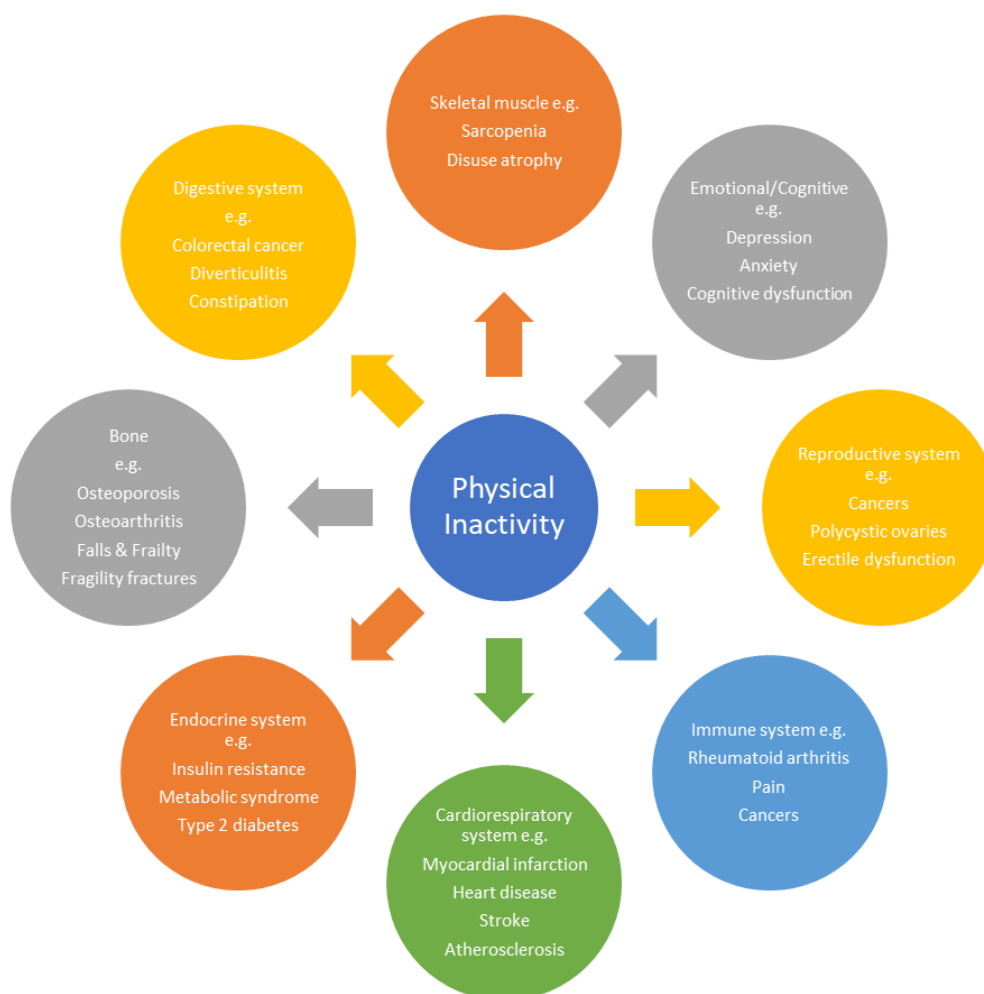 Skeletal muscle e.g.
Sarcopenia
Disuse atrophy
Digestive system
e.g.
Colorectal cancer
Diverticulitis
Constipation
Emotional/Cognitive
e.g.
Depression
Anxiety
Cognitive dysfunction
Bone
e.g.
Osteoporosis
Osteoarthritis
Falls & Frailty
Fragility fractures
Physical
Inactivity
Reproductive system
e.g.
Cancers
Polycystic ovaries
Erectile dysfunction
Endocrine system
e.g.
Insulin resistance
Metabolic syndrome
Type 2 diabetes
Immune system e.g.
Rheumatoid arthritis
Pain
Cancers
Cardiorespiratory
system e.g.
Myocardial infarction
Heart disease
Stroke
Atherosclerosis